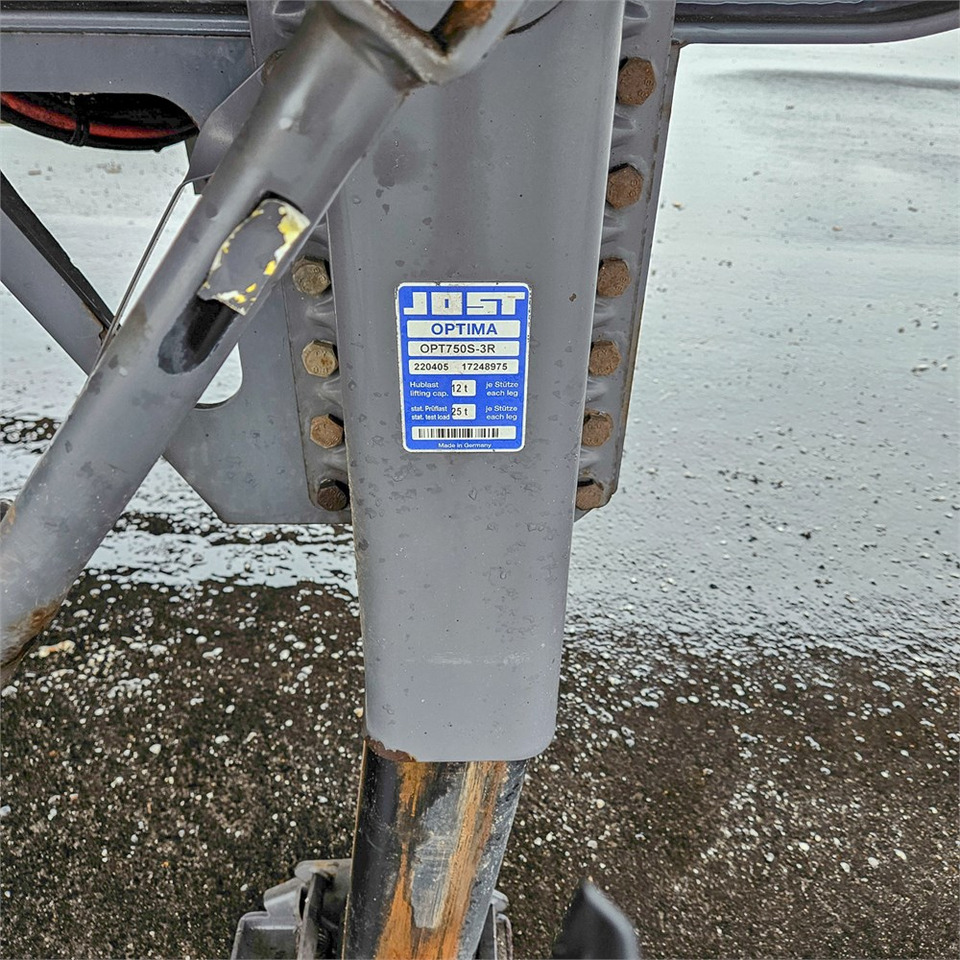 JOST
OPTIMA
OPT750S-3R
220405 17248975
Hublast 12 t je Stütze
lifting cap. each leg
stat. Prüflast 25 t je Stütze
stat. test load each leg
Made in Germany